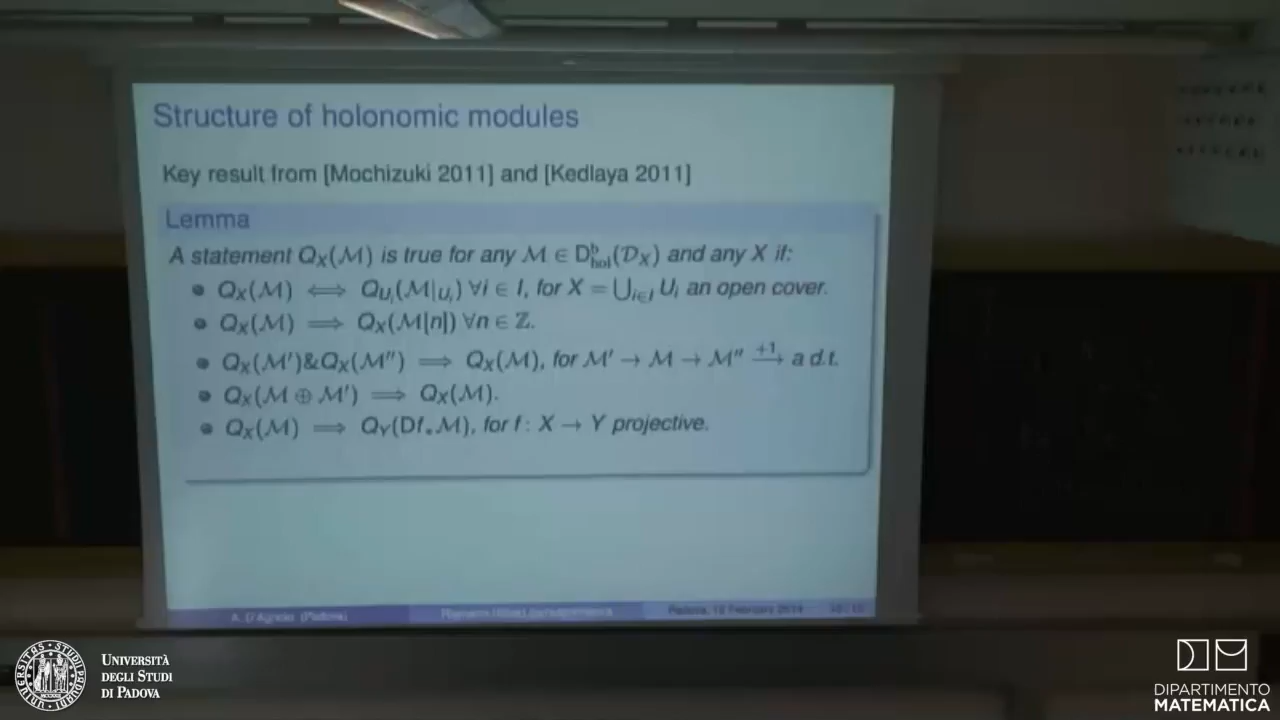 Structure of holonomic modules
Key result from [Mochizuki 2011] and [Kedlaya 2011]
Lemma
A statement Q_X(ℳ) is true for any ℳ ∈ D^b_hol(𝒟_X) and any X if:
• Q_X(ℳ) ⟺ Q_{U_i}(ℳ|_{U_i}) ∀i ∈ I, for X = ⋃_{i∈I} U_i an open cover.
• Q_X(ℳ) ⟹ Q_X(ℳ[n]) ∀n ∈ ℤ.
• Q_X(ℳ′)&Q_X(ℳ″) ⟹ Q_X(ℳ), for ℳ′ → ℳ → ℳ″ —+1→ a d.t.
• Q_X(ℳ ⊕ ℳ′) ⟹ Q_X(ℳ).
• Q_X(ℳ) ⟹ Q_Y(Df_*ℳ), for f: X → Y projective.
A. D'Agnolo (Padova) Padova,
UNIVERSITÀ
DEGLI STUDI
DI PADOVA
DIPARTIMENTO
MATEMATICA